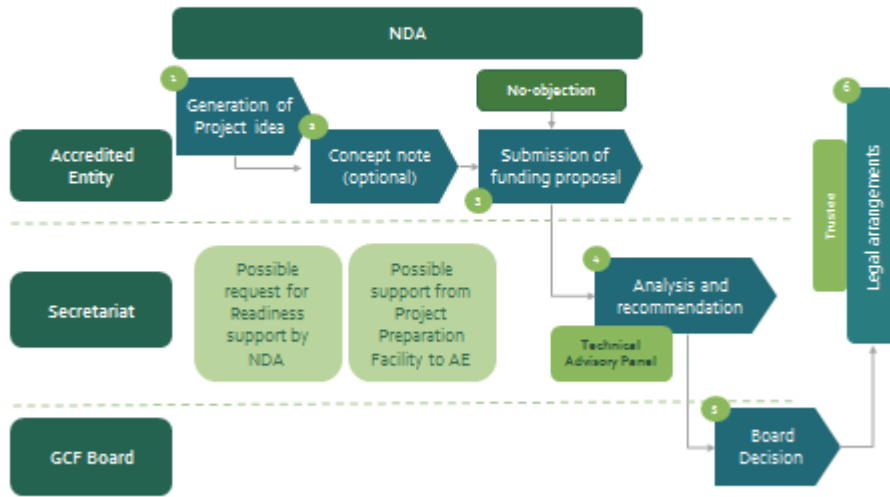 NDA
1
Generation of
Project idea
No-objection
6
Accredited
Entity
2
Concept note
(optional)
Submission of
funding proposal
3
Trustee
Legal arrangements
Secretariat
Possible
request for
Readiness
support by
NDA
Possible
support from
Project
Preparation
Facility to AE
4
Analysis and
recommendation
Technical
Advisory Panel
5
GCF Board
Board
Decision